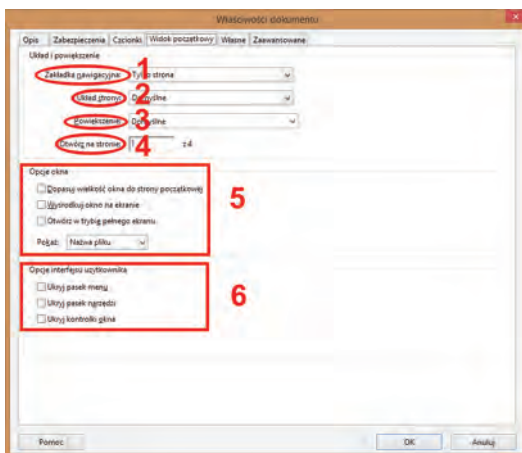 Właściwości dokumentu
Opis Zabezpieczenia Czcionki Widok początkowy Własne Zaawansowane
Układ i powiększenie
Zakładka nawigacyjna: Tylko strona 1
Układ strony: Domyślne 2
Powiększenie: Domyślne 3
Otwórz na stronie: 1 z 4 4
Opcje okna
Dopasuj wielkość okna do strony początkowej
Wyśrodkuj okno na ekranie
Otwórz w trybie pełnego ekranu
Pokaż: Nazwa pliku
5
Opcje interfejsu użytkownika
Ukryj pasek menu
Ukryj pasek narzędzi
Ukryj kontrolki okna
6
Pomoc OK Anuluj